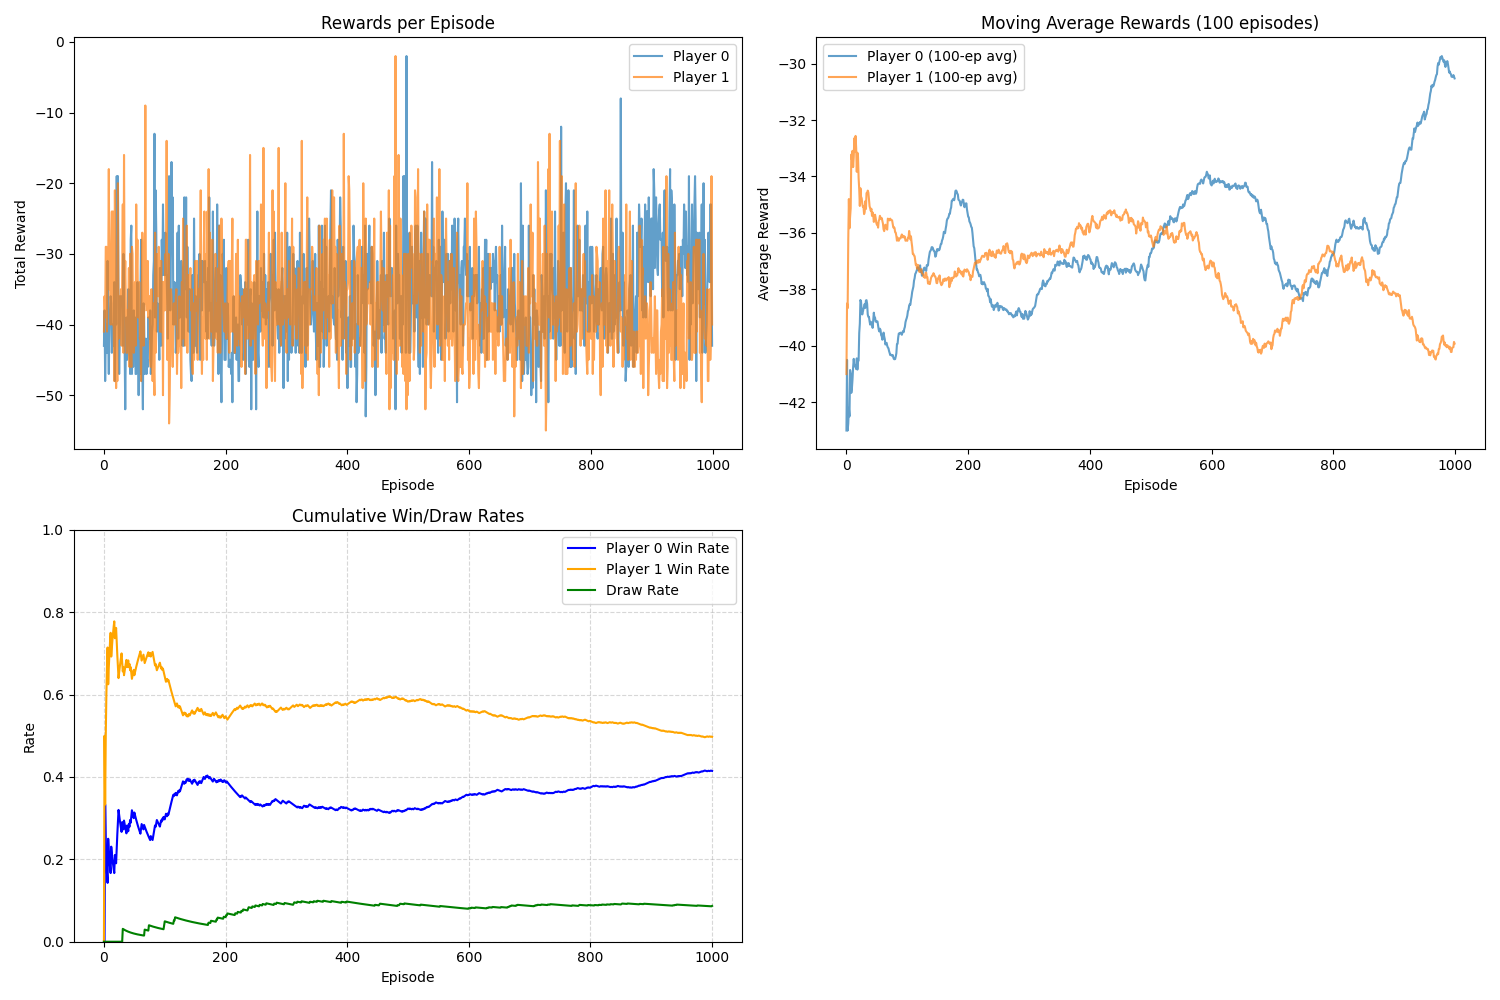 Rewards per Episode
Total Reward
0
−10
−20
−30
−40
−50
Player 0
Player 1
0
200
400
600
800
1000
Episode
Moving Average Rewards (100 episodes)
Average Reward
−30
−32
−34
−36
−38
−40
−42
Player 0 (100-ep avg)
Player 1 (100-ep avg)
0
200
400
600
800
1000
Episode
Cumulative Win/Draw Rates
Rate
1.0
0.8
0.6
0.4
0.2
0.0
Player 0 Win Rate
Player 1 Win Rate
Draw Rate
0
200
400
600
800
1000
Episode